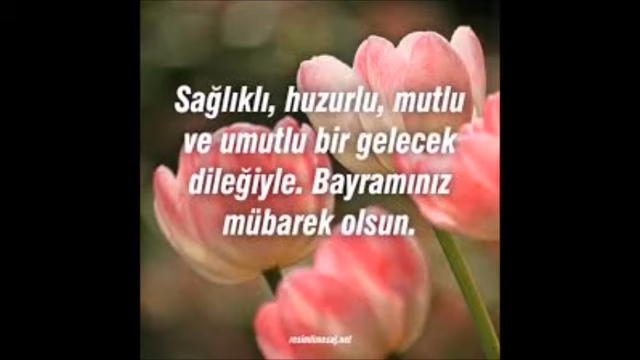 Sağlıklı, huzurlu, mutlu
ve umutlu bir gelecek
dileğiyle. Bayramınız
mübarek olsun.
resimlimesaj.net